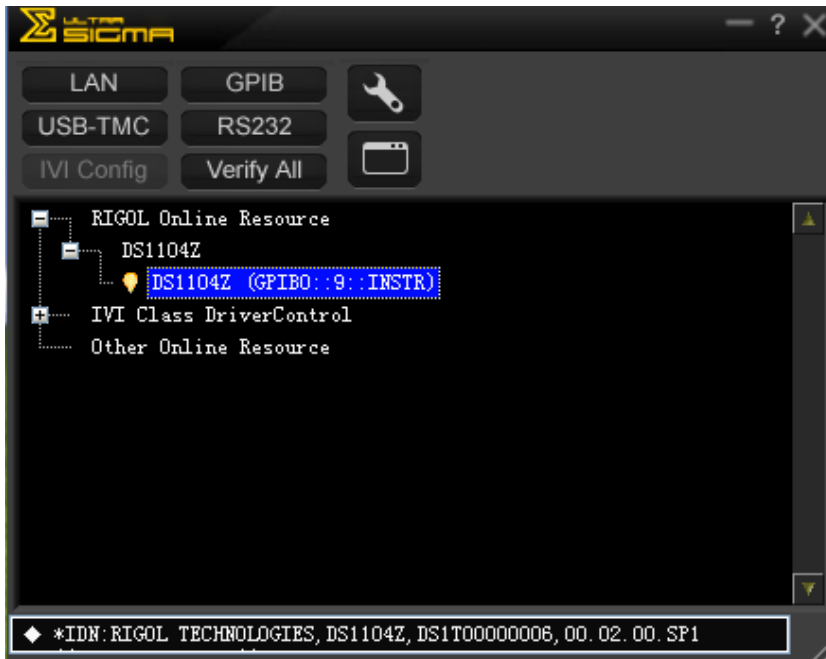 ULTRA
SIGMA
?
LAN GPIB
USB-TMC RS232
IVI Config Verify All
RIGOL Online Resource
DS1104Z
DS1104Z (GPIB0::9::INSTR)
IVI Class DriverControl
Other Online Resource
*IDN:RIGOL TECHNOLOGIES,DS1104Z,DS1T00000006,00.02.00.SP1